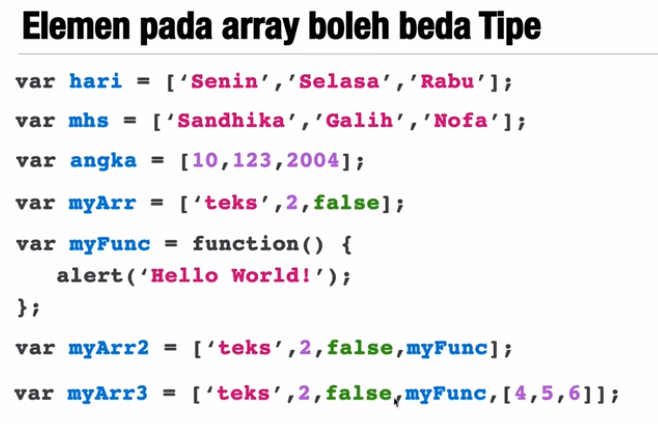 Elemen pada array boleh beda Tipe
var hari = [‘Senin’,’Selasa’,’Rabu’];
var mhs = [‘Sandhika’,’Galih’,’Nofa’];
var angka = [10,123,2004];
var myArr = [‘teks’,2,false];
var myFunc = function() {
alert(‘Hello World!’);
};
var myArr2 = [‘teks’,2,false,myFunc];
var myArr3 = [‘teks’,2,false,myFunc,[4,5,6]];